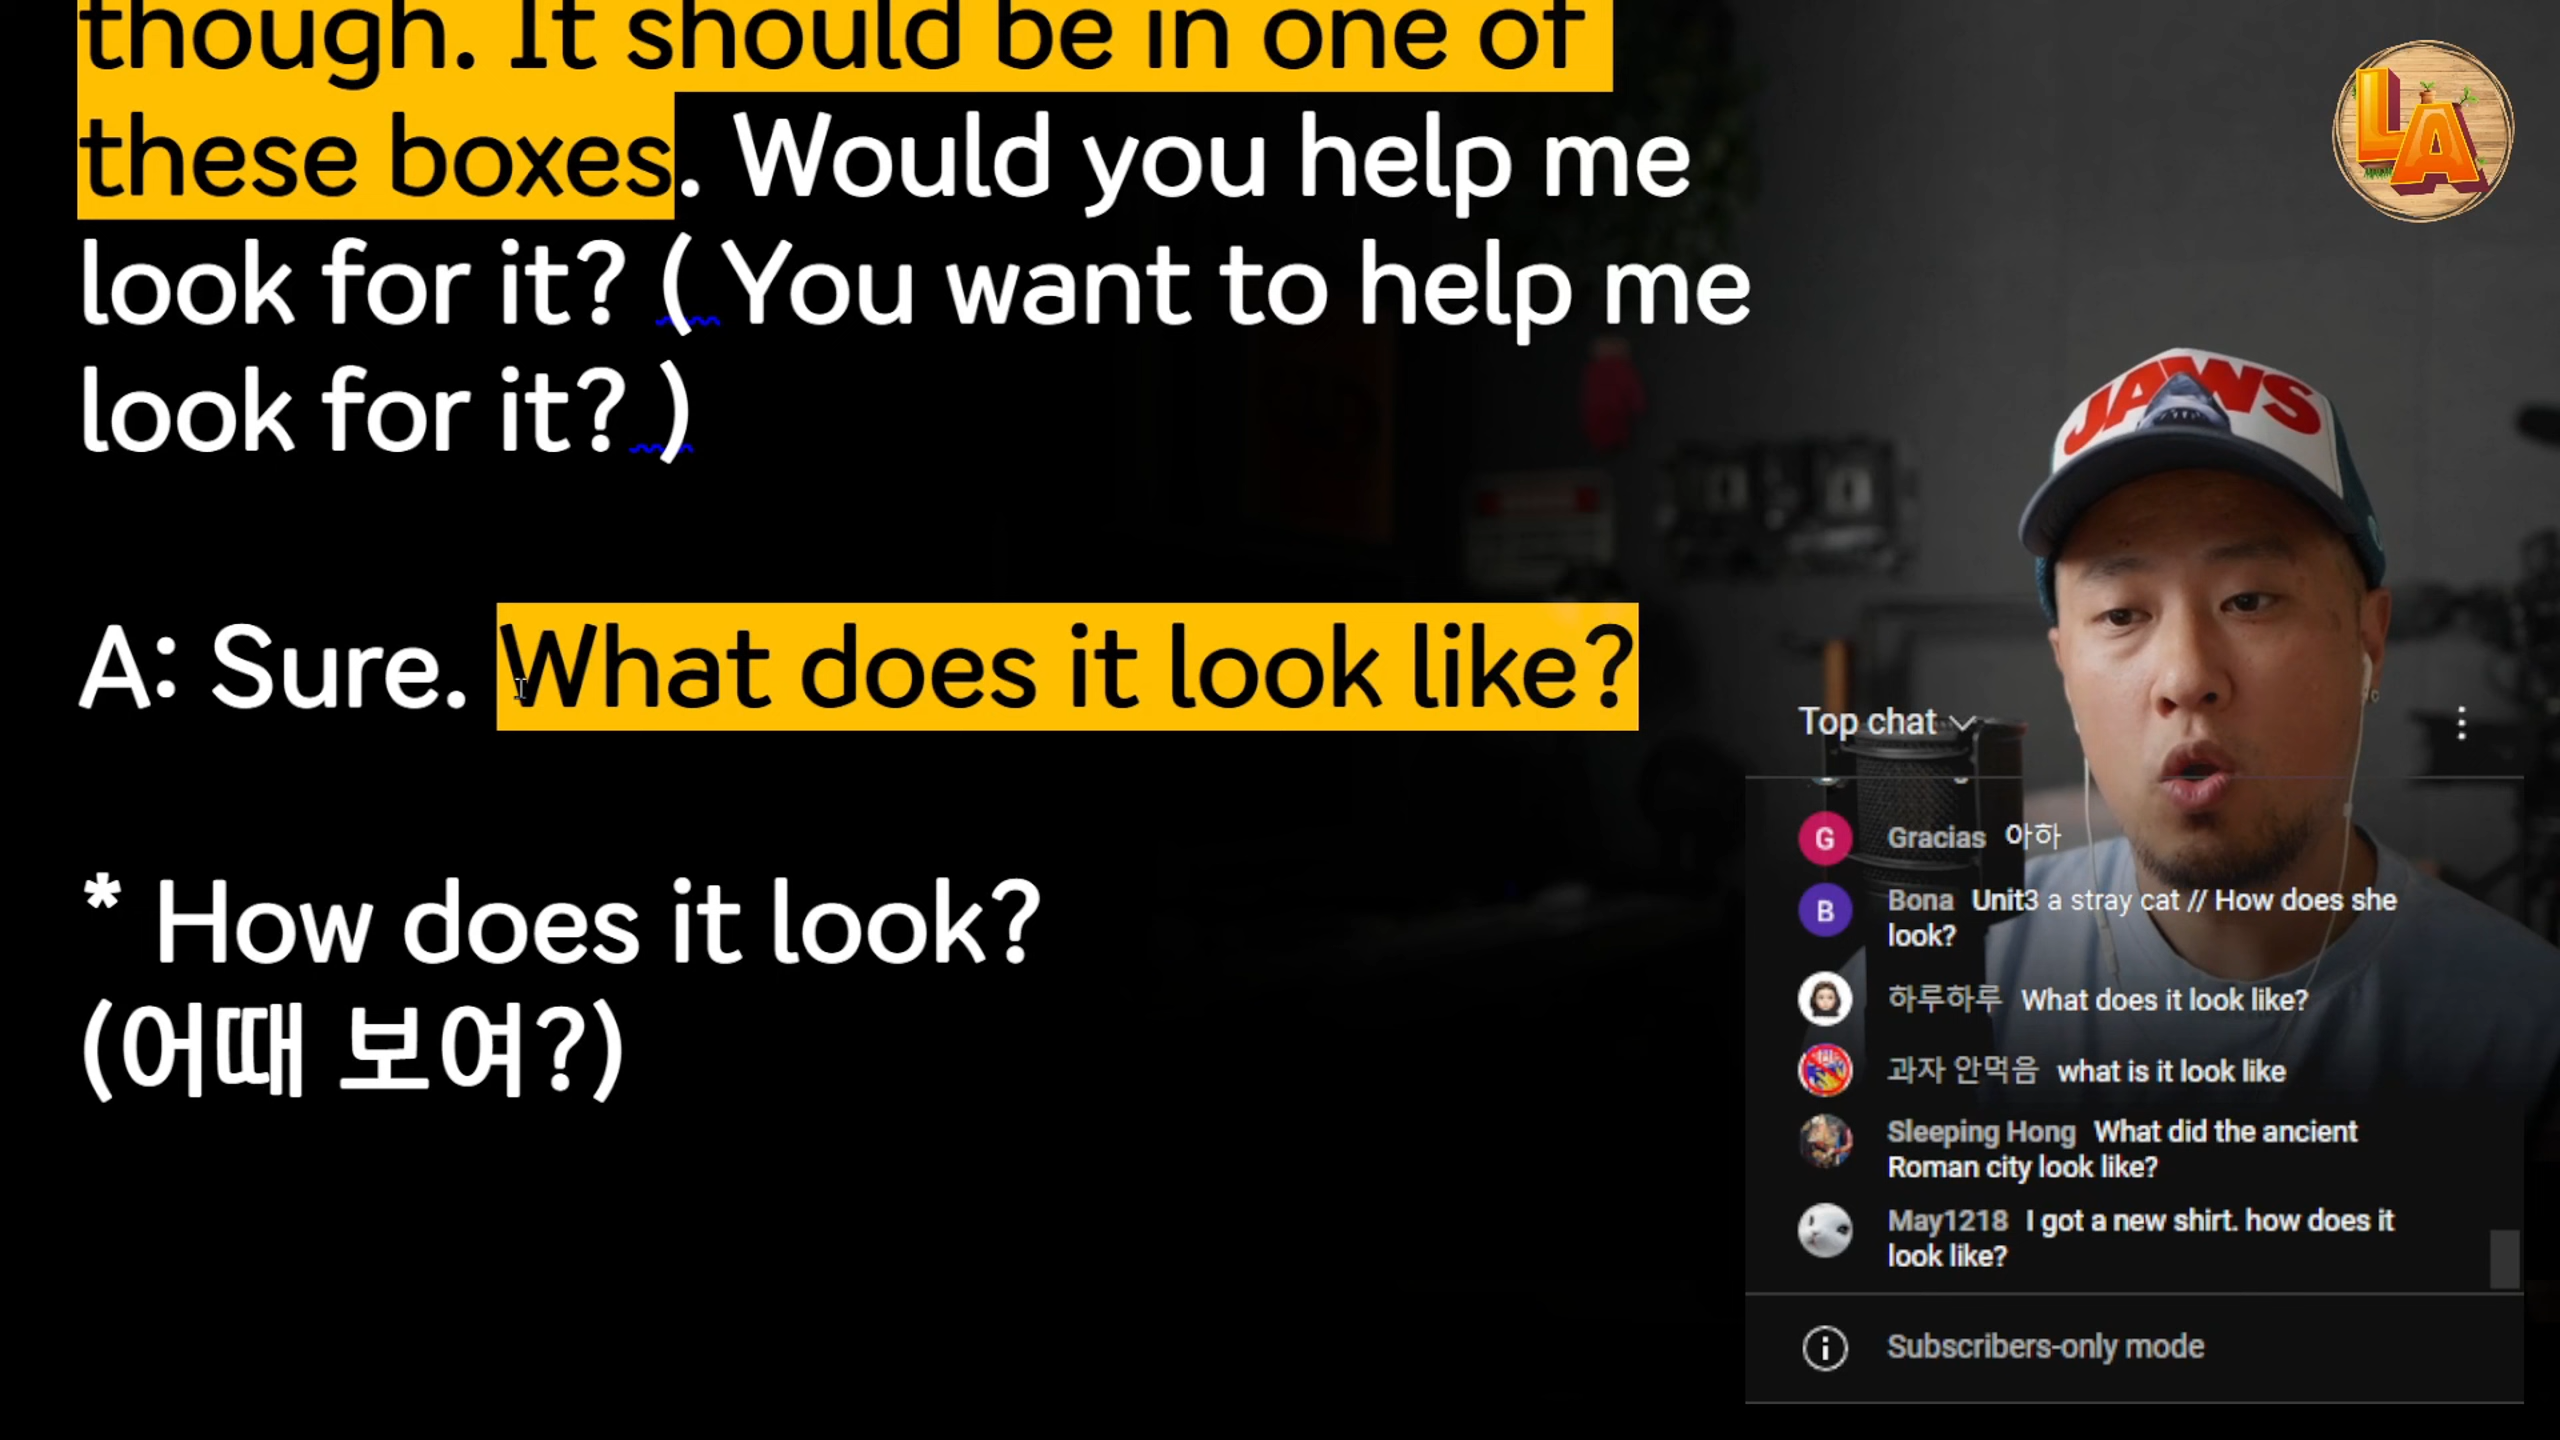 though. It should be in one of
these boxes. Would you help me
look for it? ( You want to help me
look for it? )
A: Sure. What does it look like?
* How does it look?
(어때 보여?)
LA
JAWS
Top chat
G Gracias 아하
B Bona Unit3 a stray cat // How does she
look?
하루하루 What does it look like?
과자 안먹음 what is it look like
Sleeping Hong What did the ancient
Roman city look like?
May1218 I got a new shirt. how does it
look like?
Subscribers-only mode